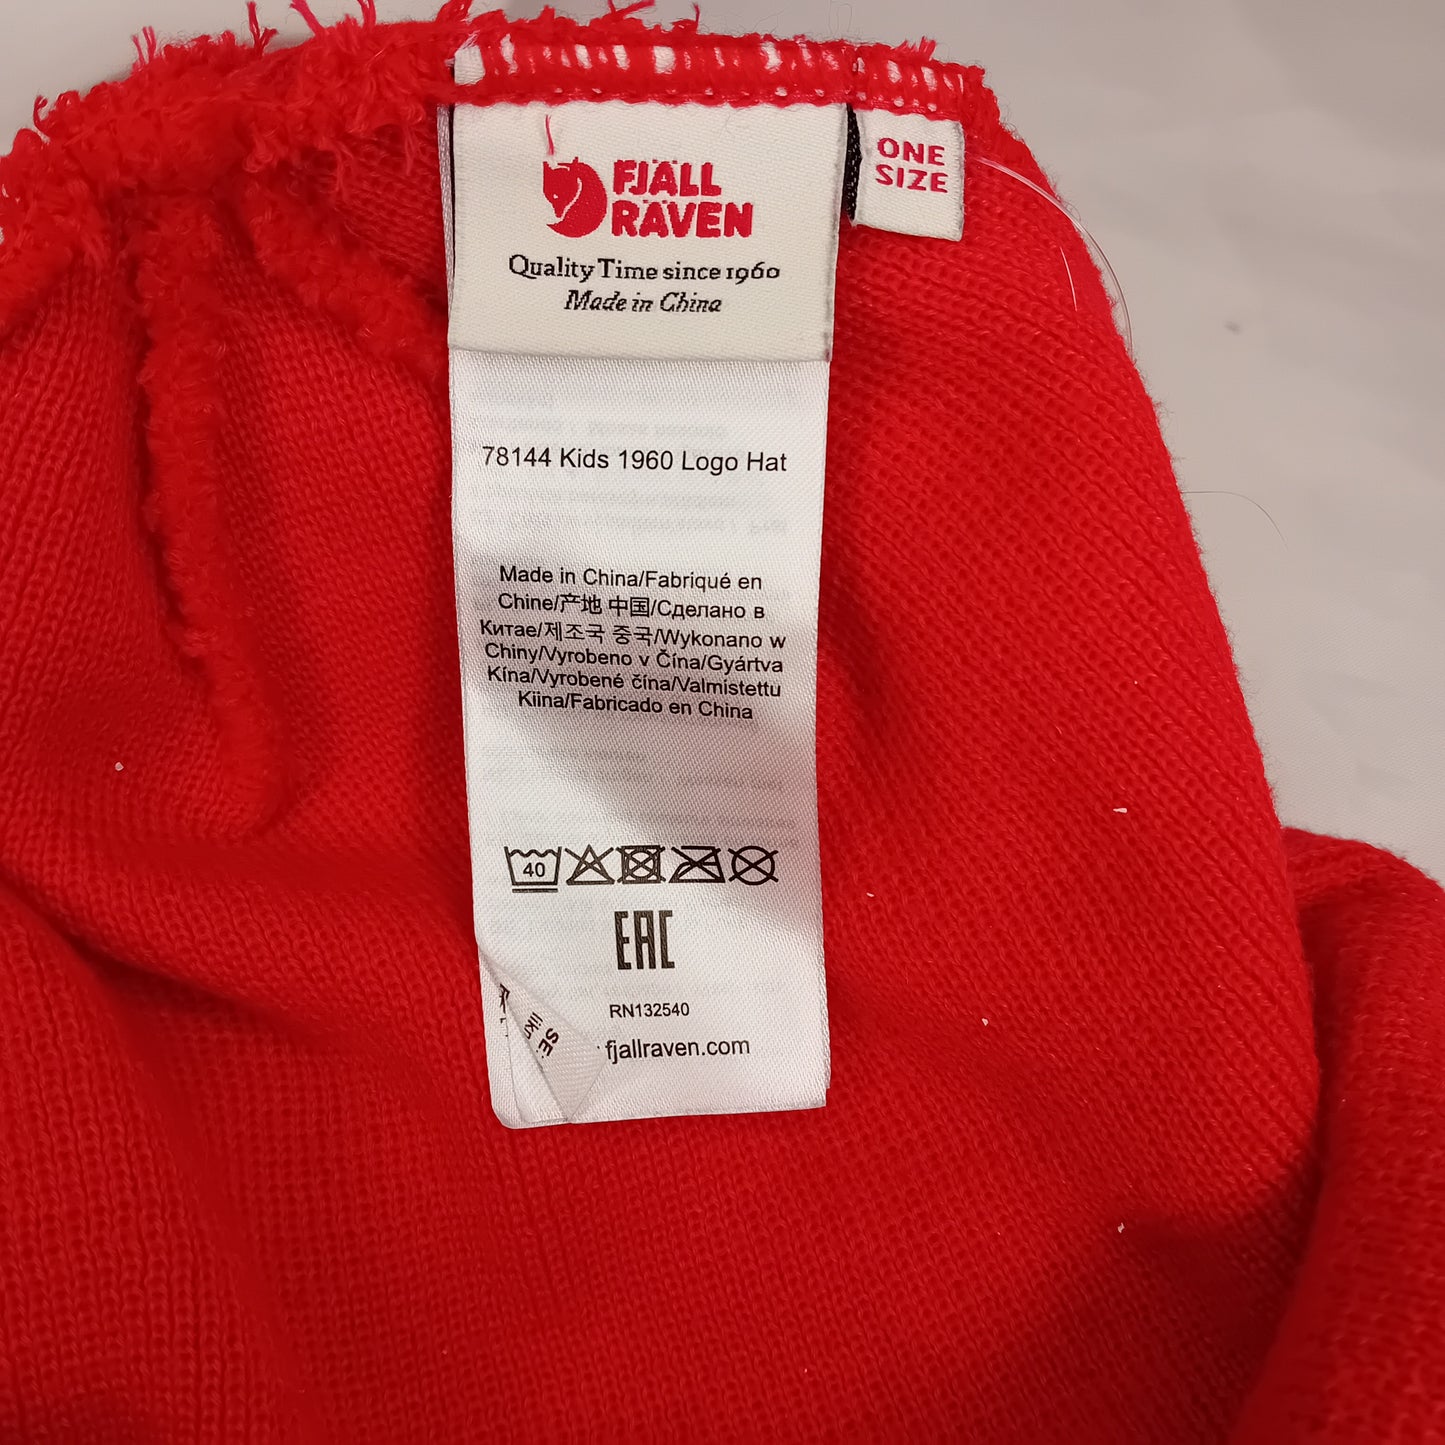 FJÄLL
RÄVEN
Quality Time since 1960
Made in China
ONE
SIZE
78144 Kids 1960 Logo Hat
Made in China/Fabriqué en
Chine/产地 中国/Сделано в
Китае/제조국 중국/Wykonano w
Chiny/Vyrobeno v Čína/Gyártva
Kína/Vyrobené čína/Valmistettu
Kiina/Fabricado en China
40
EAC
RN132540
fjallraven.com